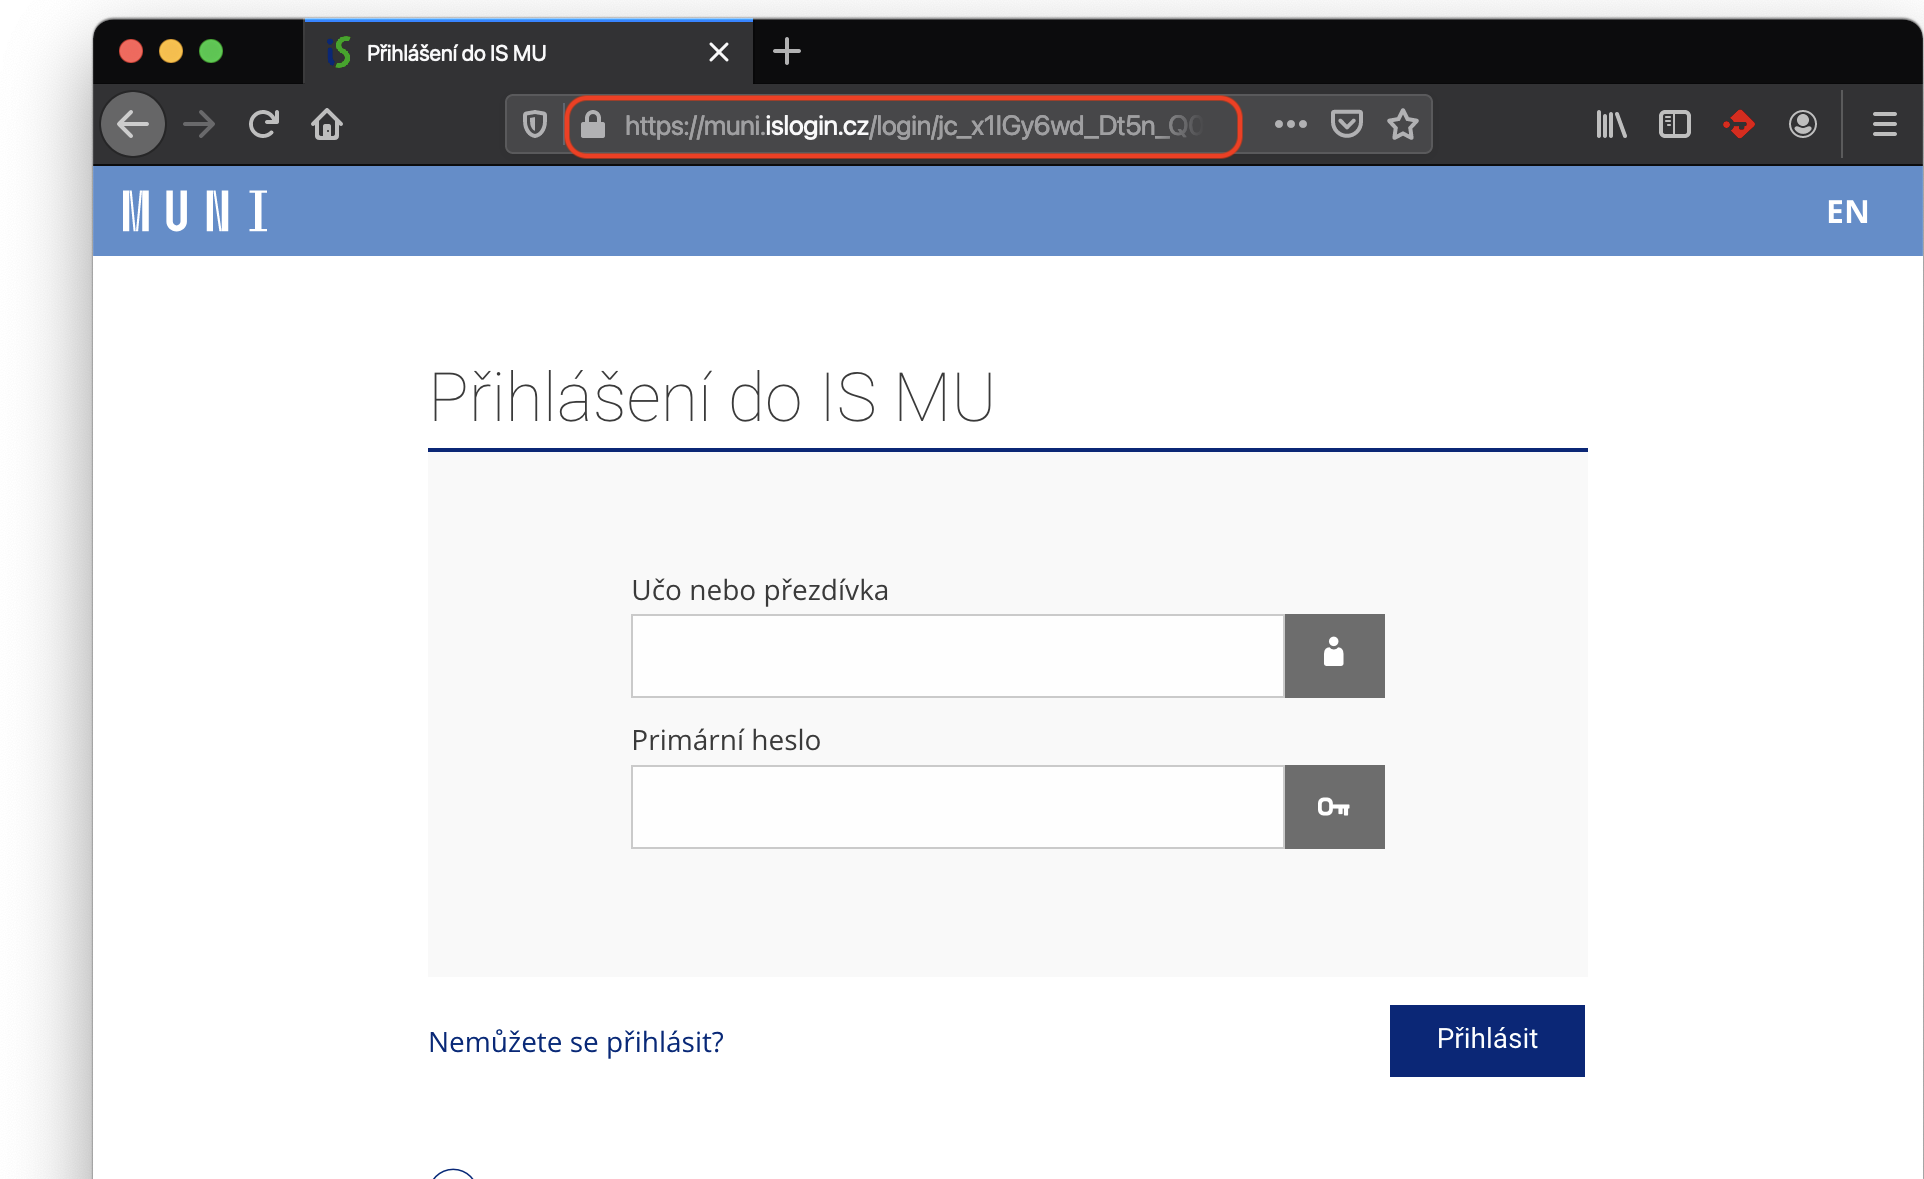 Přihlášení do IS MU
https://muni.islogin.cz/login/jc_x1IGy6wd_Dt5n_Q0
MUNI
EN
Přihlášení do IS MU
Učo nebo přezdívka
Primární heslo
Nemůžete se přihlásit?
Přihlásit